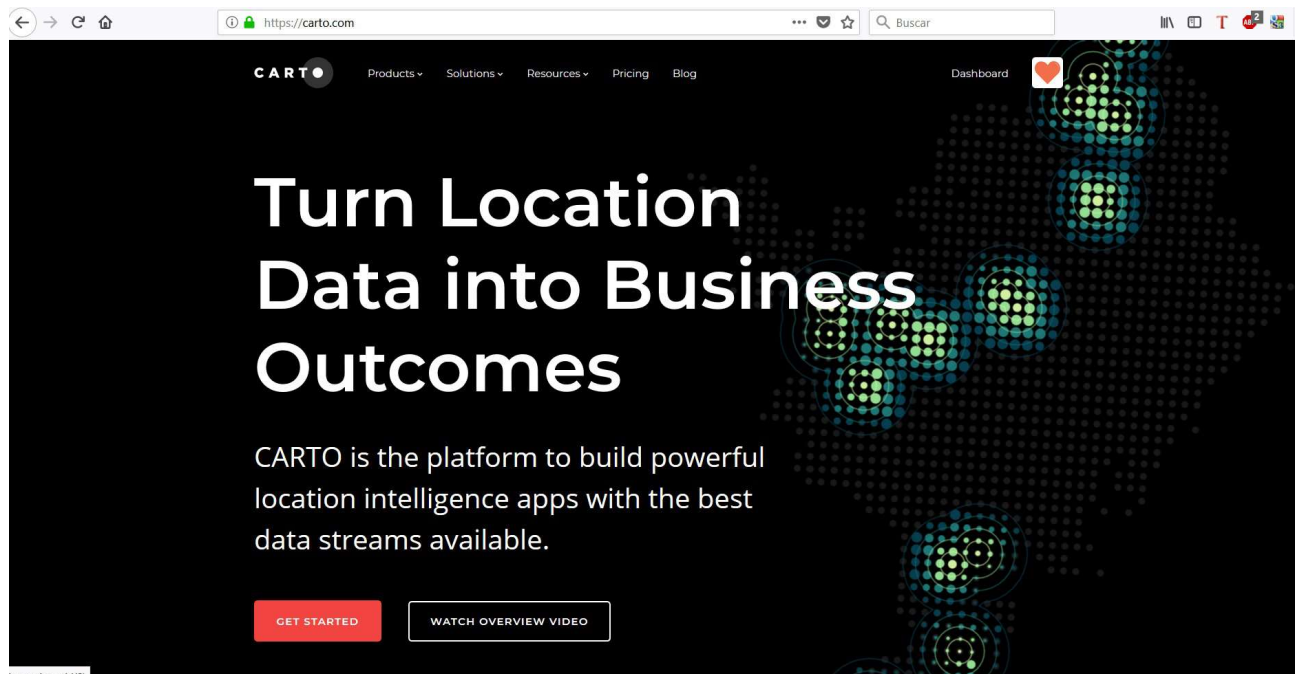 https://carto.com
Buscar
2
CARTO
Products
Solutions
Resources
Pricing
Blog
Dashboard
Turn Location
Data into Business
Outcomes
CARTO is the platform to build powerful
location intelligence apps with the best
data streams available.
GET STARTED
WATCH OVERVIEW VIDEO